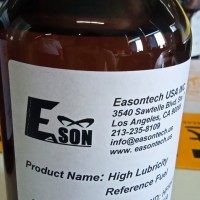 Eason
Easontech USA INC
3540 Sawtelle Blvd,
Los Angeles, CA 900
213-235-8109
info@easontech.us
www.easontech.us
Product Name: High Lubricity
Reference Fuel